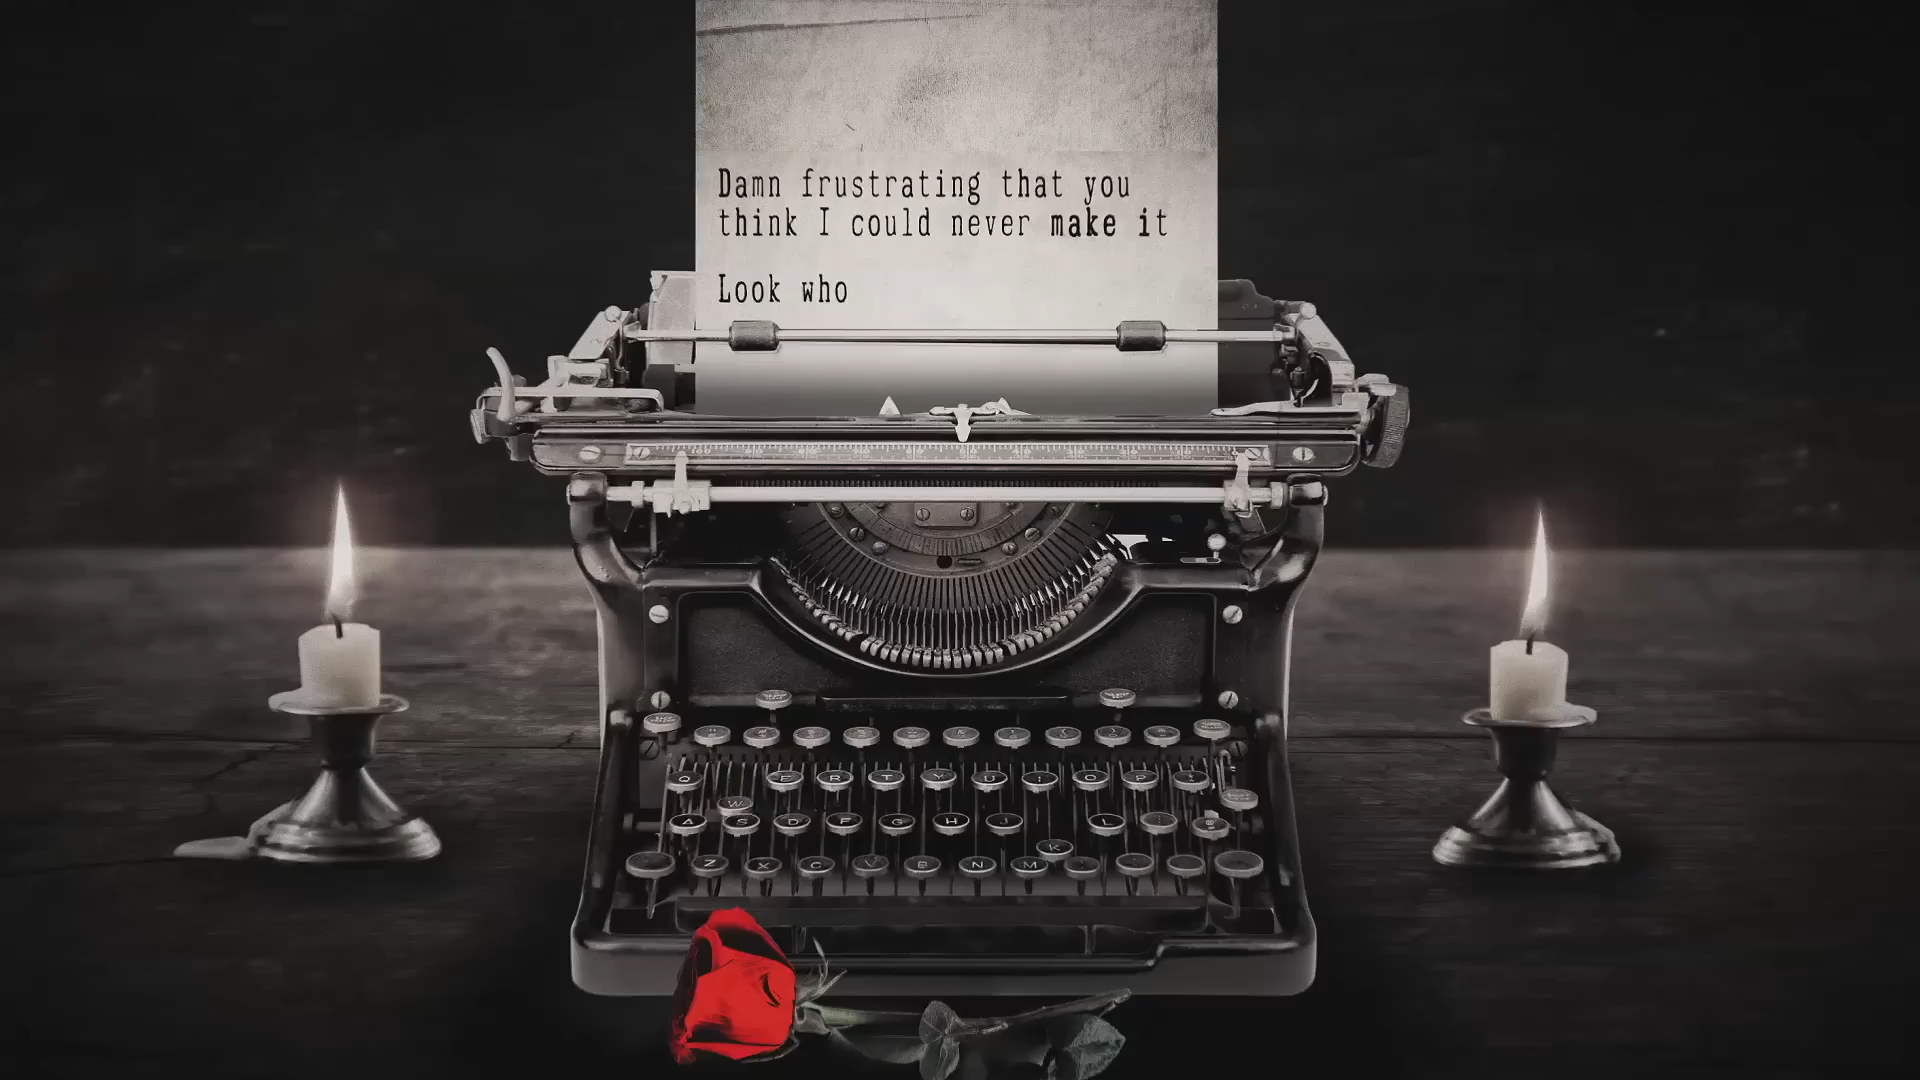 Damn frustrating that you
think I could never make it
Look who
Q E R T Y U I O P
W
A S D F G H J L
K
Z X C V B N M